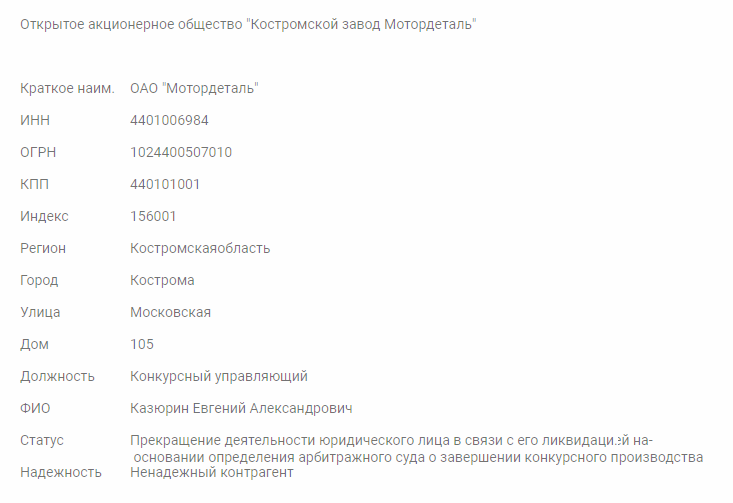 Открытое акционерное общество "Костромской завод Мотордеталь"
Краткое наим. ОАО "Мотордеталь"
ИНН 4401006984
ОГРН 1024400507010
КПП 440101001
Индекс 156001
Регион Костромскаяобласть
Город Кострома
Улица Московская
Дом 105
Должность Конкурсный управляющий
ФИО Казюрин Евгений Александрович
Статус Прекращение деятельности юридического лица в связи с его ликвидацией на-
основании определения арбитражного суда о завершении конкурсного производства
Надежность Ненадежный контрагент